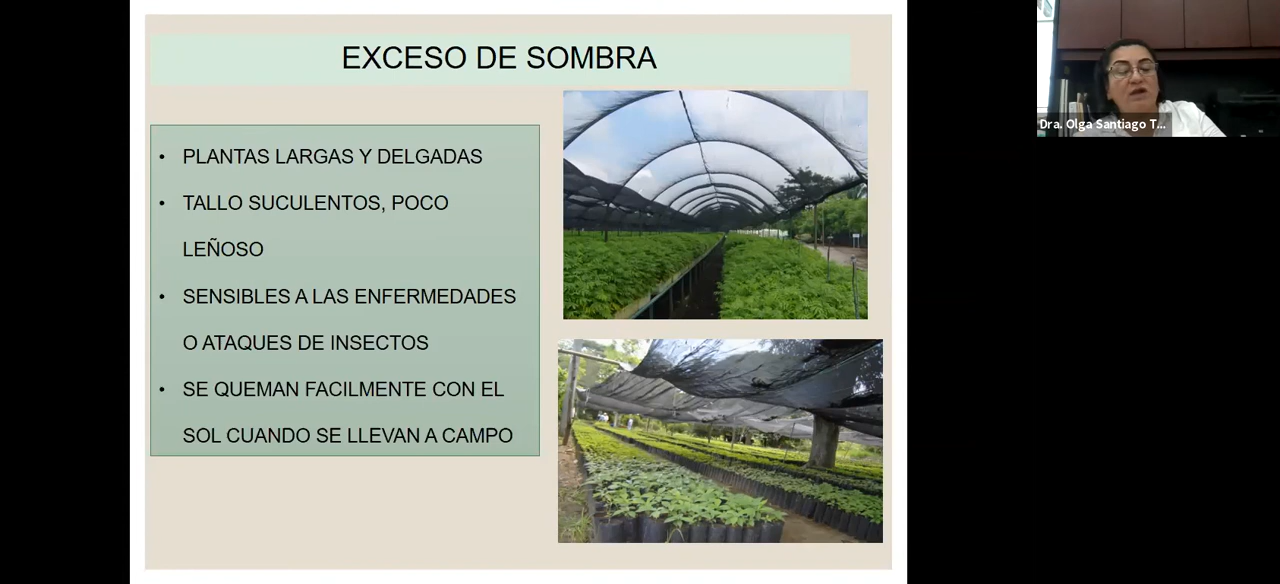 EXCESO DE SOMBRA
• PLANTAS LARGAS Y DELGADAS
• TALLO SUCULENTOS, POCO
LEÑOSO
• SENSIBLES A LAS ENFERMEDADES
O ATAQUES DE INSECTOS
• SE QUEMAN FACILMENTE CON EL
SOL CUANDO SE LLEVAN A CAMPO
Dra. Olga Santiago T...